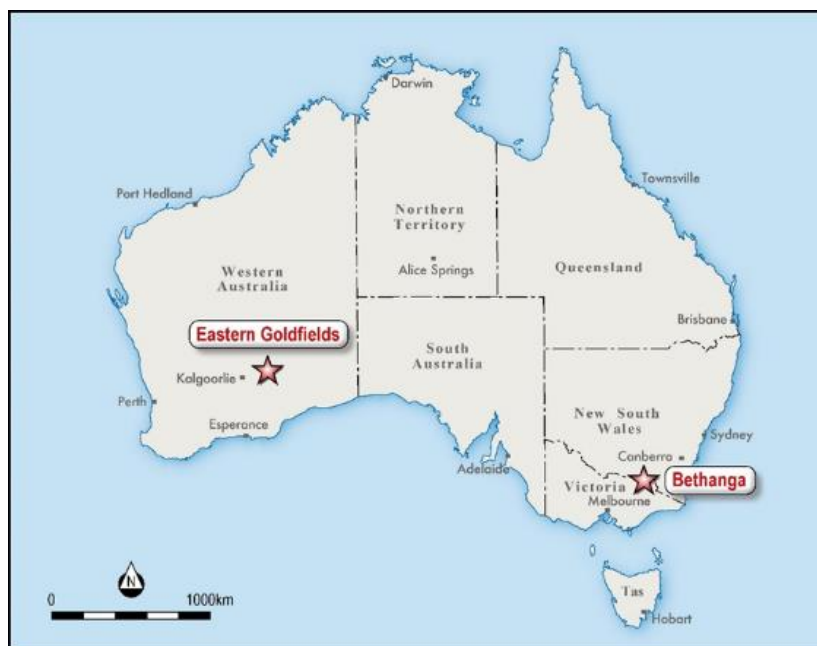 Darwin
Port Hedland
Townsville
Northern
Territory
Alice Springs
Western
Australia
Queensland
Eastern Goldfields
Brisbane
South
Australia
Kalgoorlie
Perth
Esperance
New South
Wales
Sydney
Canberra
Adelaide
Victoria
Bethanga
Melbourne
N
0
1000km
Tas
Hobart